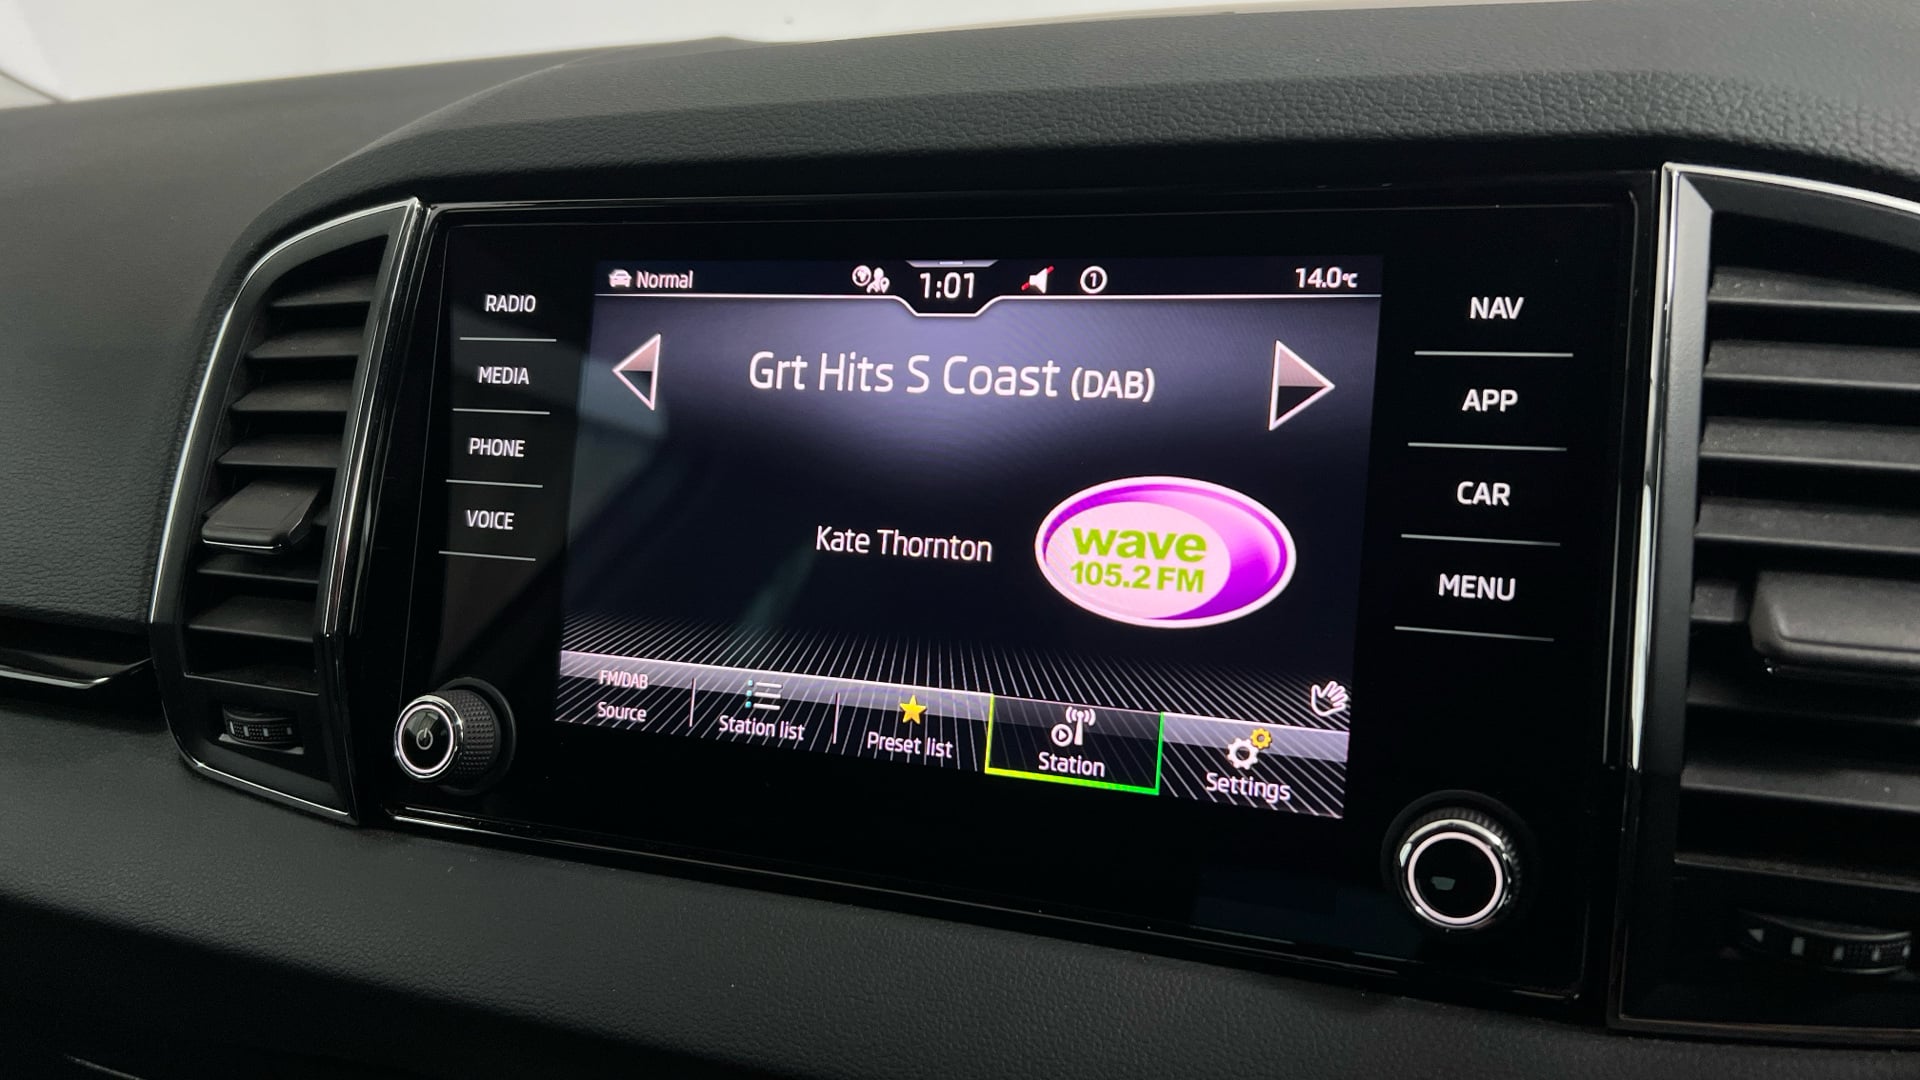 Normal
1:01
1
14.0°C
RADIO
MEDIA
PHONE
VOICE
Grt Hits S Coast (DAB)
Kate Thornton
wave
105.2 FM
FM/DAB
Source
Station list
Preset list
Station
Settings
NAV
APP
CAR
MENU